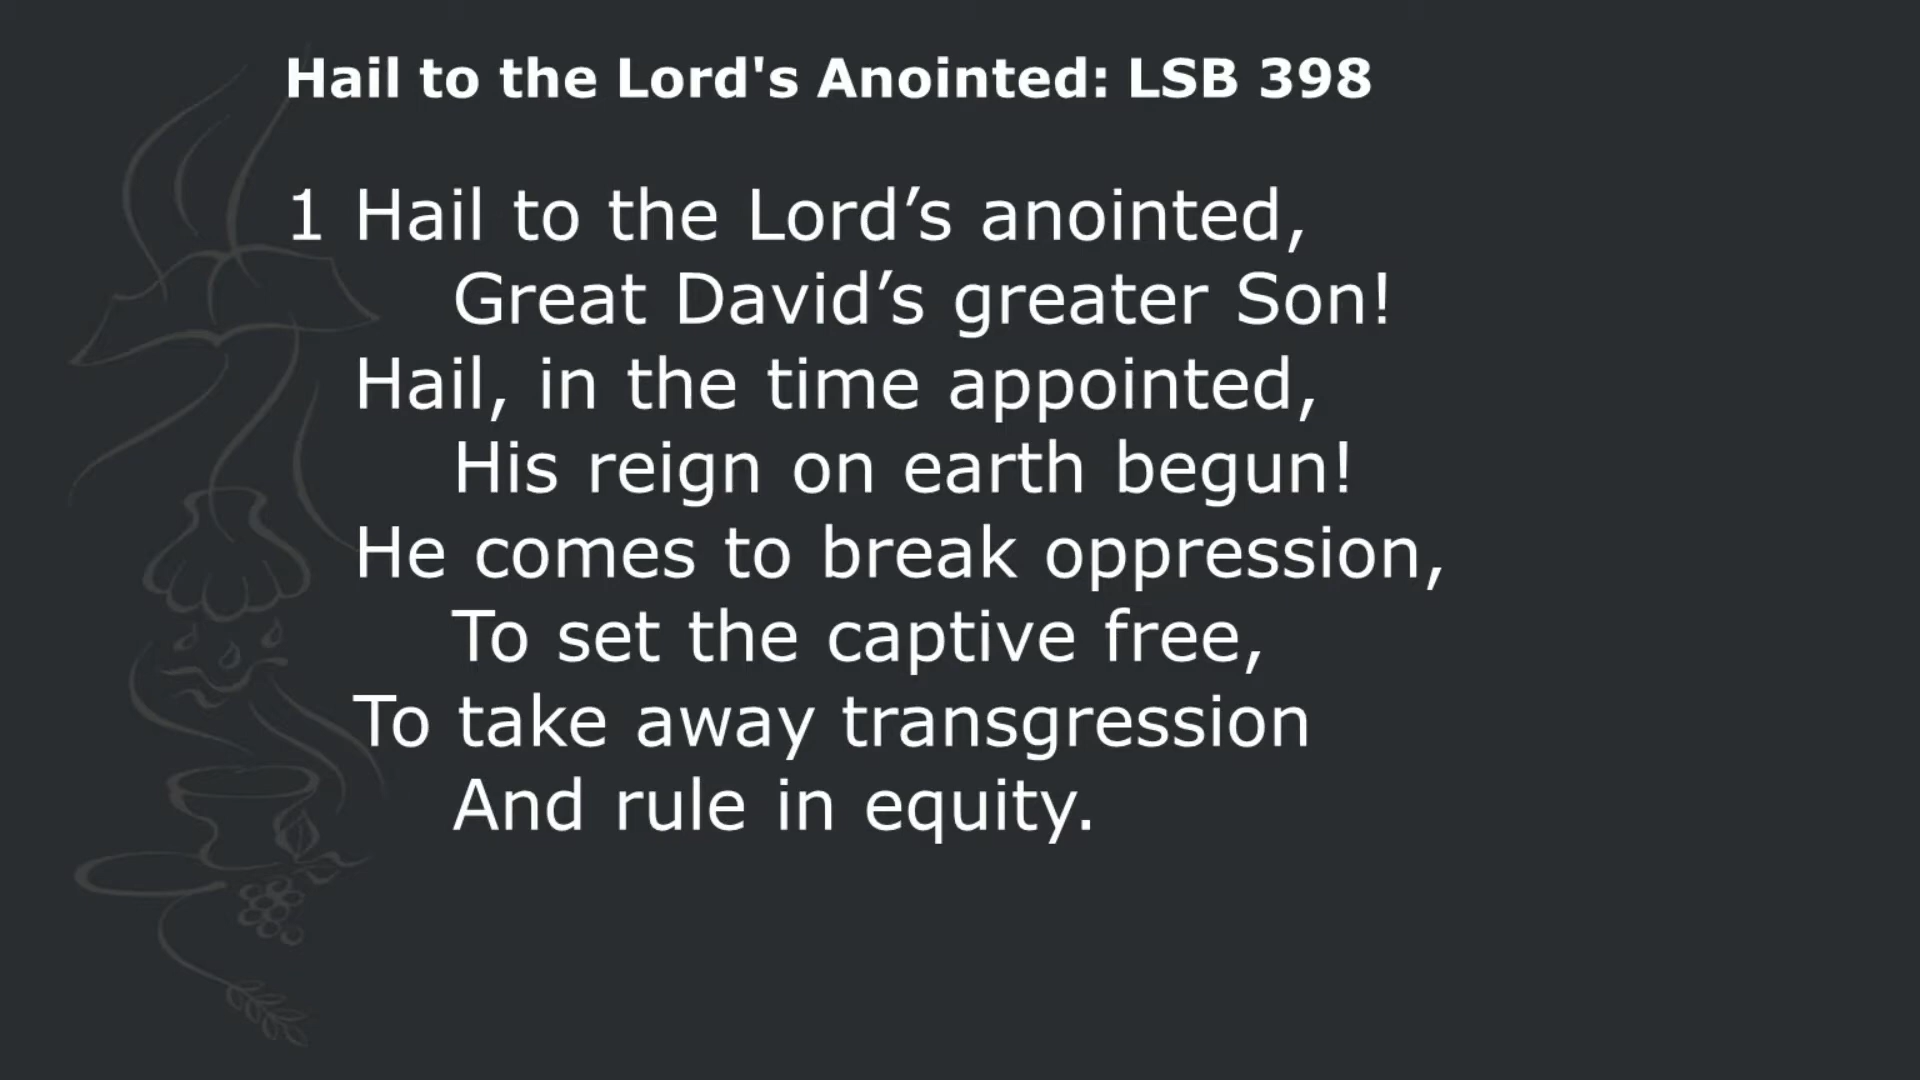 Hail to the Lord's Anointed: LSB 398
1 Hail to the Lord’s anointed,
Great David’s greater Son!
Hail, in the time appointed,
His reign on earth begun!
He comes to break oppression,
To set the captive free,
To take away transgression
And rule in equity.